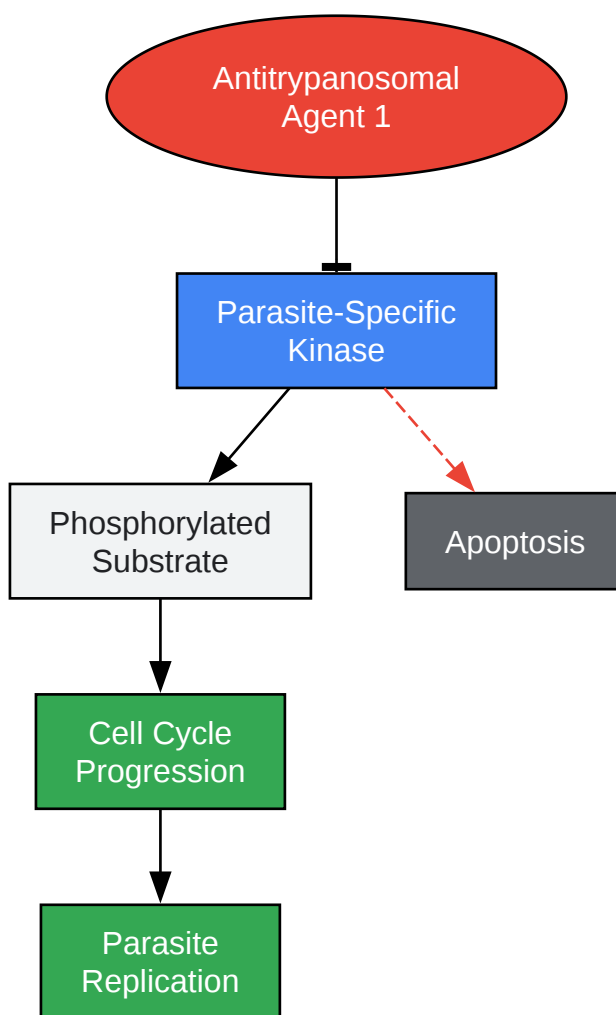 Antitrypanosomal
Agent 1
Parasite-Specific
Kinase
Phosphorylated
Substrate
Apoptosis
Cell Cycle
Progression
Parasite
Replication